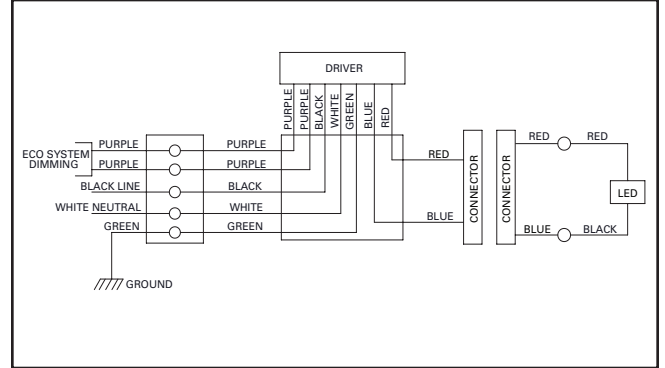 DRIVER
PURPLE
PURPLE
BLACK
WHITE
GREEN
BLUE
RED
ECO SYSTEM
DIMMING
PURPLE
PURPLE
PURPLE
PURPLE
BLACK LINE
BLACK
WHITE NEUTRAL
WHITE
GREEN
GREEN
GROUND
RED
BLUE
CONNECTOR
CONNECTOR
RED
RED
LED
BLUE
BLACK